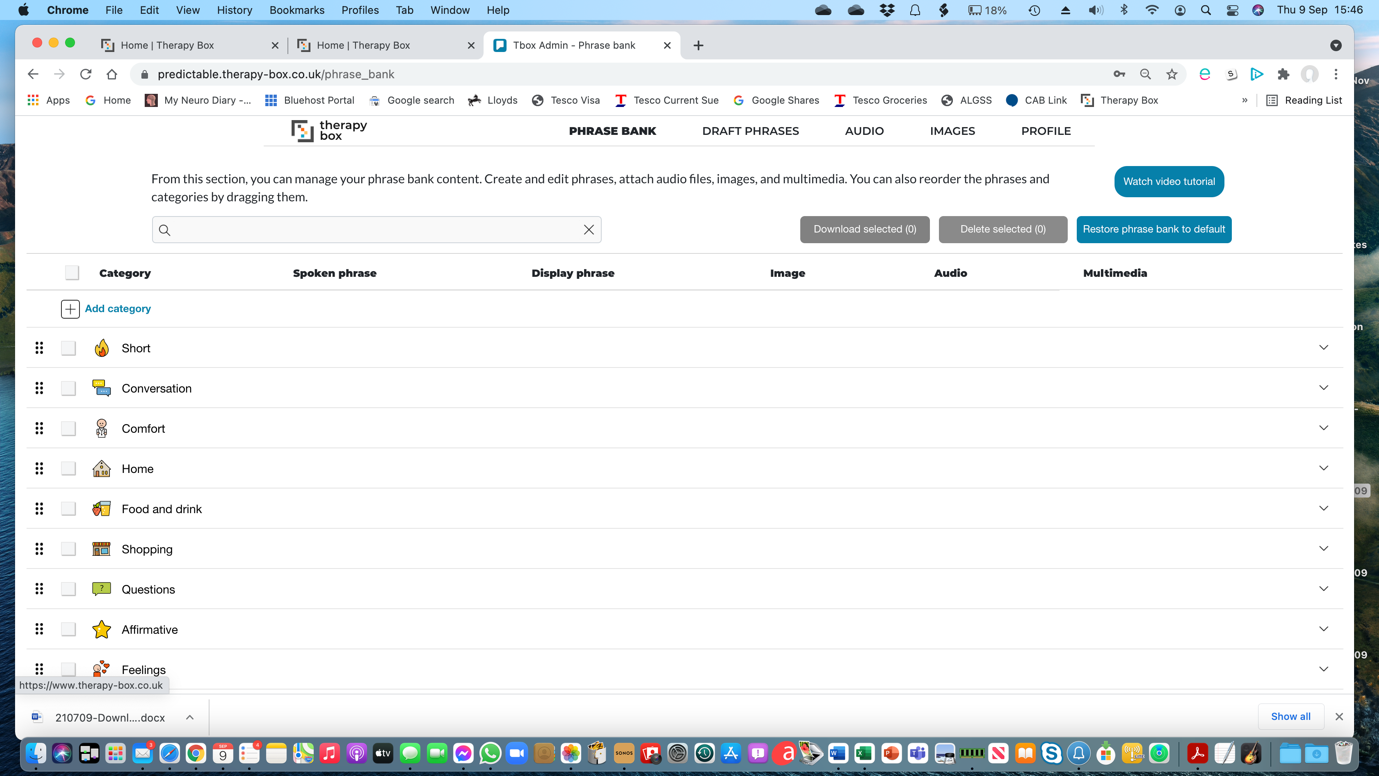 Chrome File Edit View History Bookmarks Profiles Tab Window Help 18% Thu 9 Sep 15:46
Home | Therapy Box Home | Therapy Box Tbox Admin - Phrase bank
predictable.therapy-box.co.uk/phrase_bank
Apps Home My Neuro Diary -... Bluehost Portal Google search Lloyds Tesco Visa Tesco Current Sue Google Shares Tesco Groceries ALGSS CAB Link Therapy Box » Reading List
therapy
box
PHRASE BANK DRAFT PHRASES AUDIO IMAGES PROFILE
From this section, you can manage your phrase bank content. Create and edit phrases, attach audio files, images, and multimedia. You can also reorder the phrases and
categories by dragging them.
Watch video tutorial
Download selected (0) Delete selected (0) Restore phrase bank to default
Category Spoken phrase Display phrase Image Audio Multimedia
Add category
Short
Conversation
Comfort
Home
Food and drink
Shopping
Questions
Affirmative
Feelings
https://www.therapy-box.co.uk
210709-Downl....docx Show all